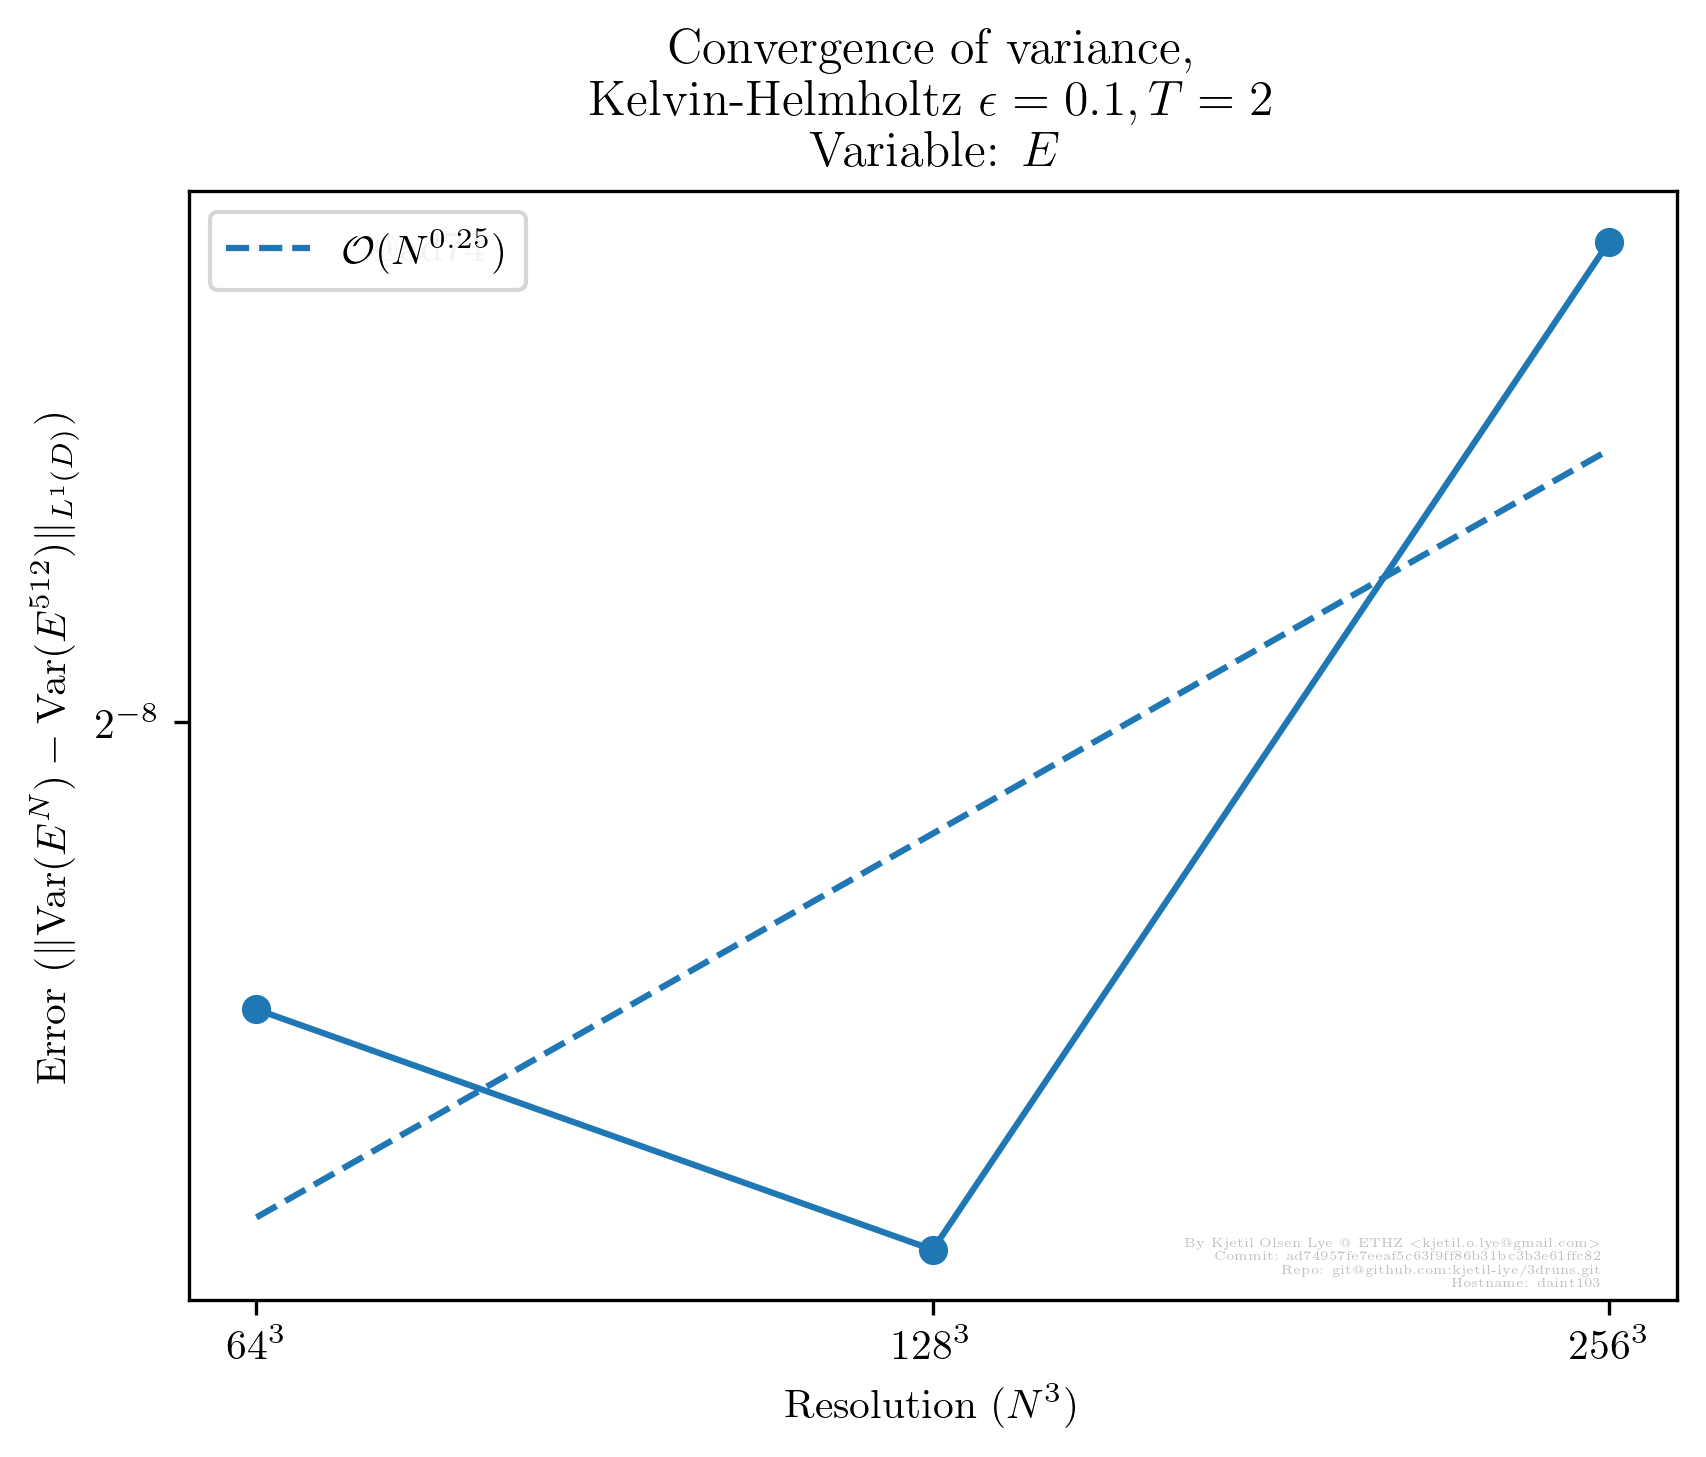 Convergence of variance,
Kelvin-Helmholtz ϵ = 0.1, T = 2
Variable: E
𝒪(N^0.25)
Error (‖Var(E^N) − Var(E^512)‖_L^1(D))
2^−8
64^3
128^3
256^3
Resolution (N^3)
By Kjetil Olsen Lye @ ETHZ <kjetil.o.lye@gmail.com>
Commit: ad74957fe7eeaf5c63f9ff86b31bc3b3e61ffc82
Repo: git@github.com:kjetil-lye/3druns.git
Hostname: daint103